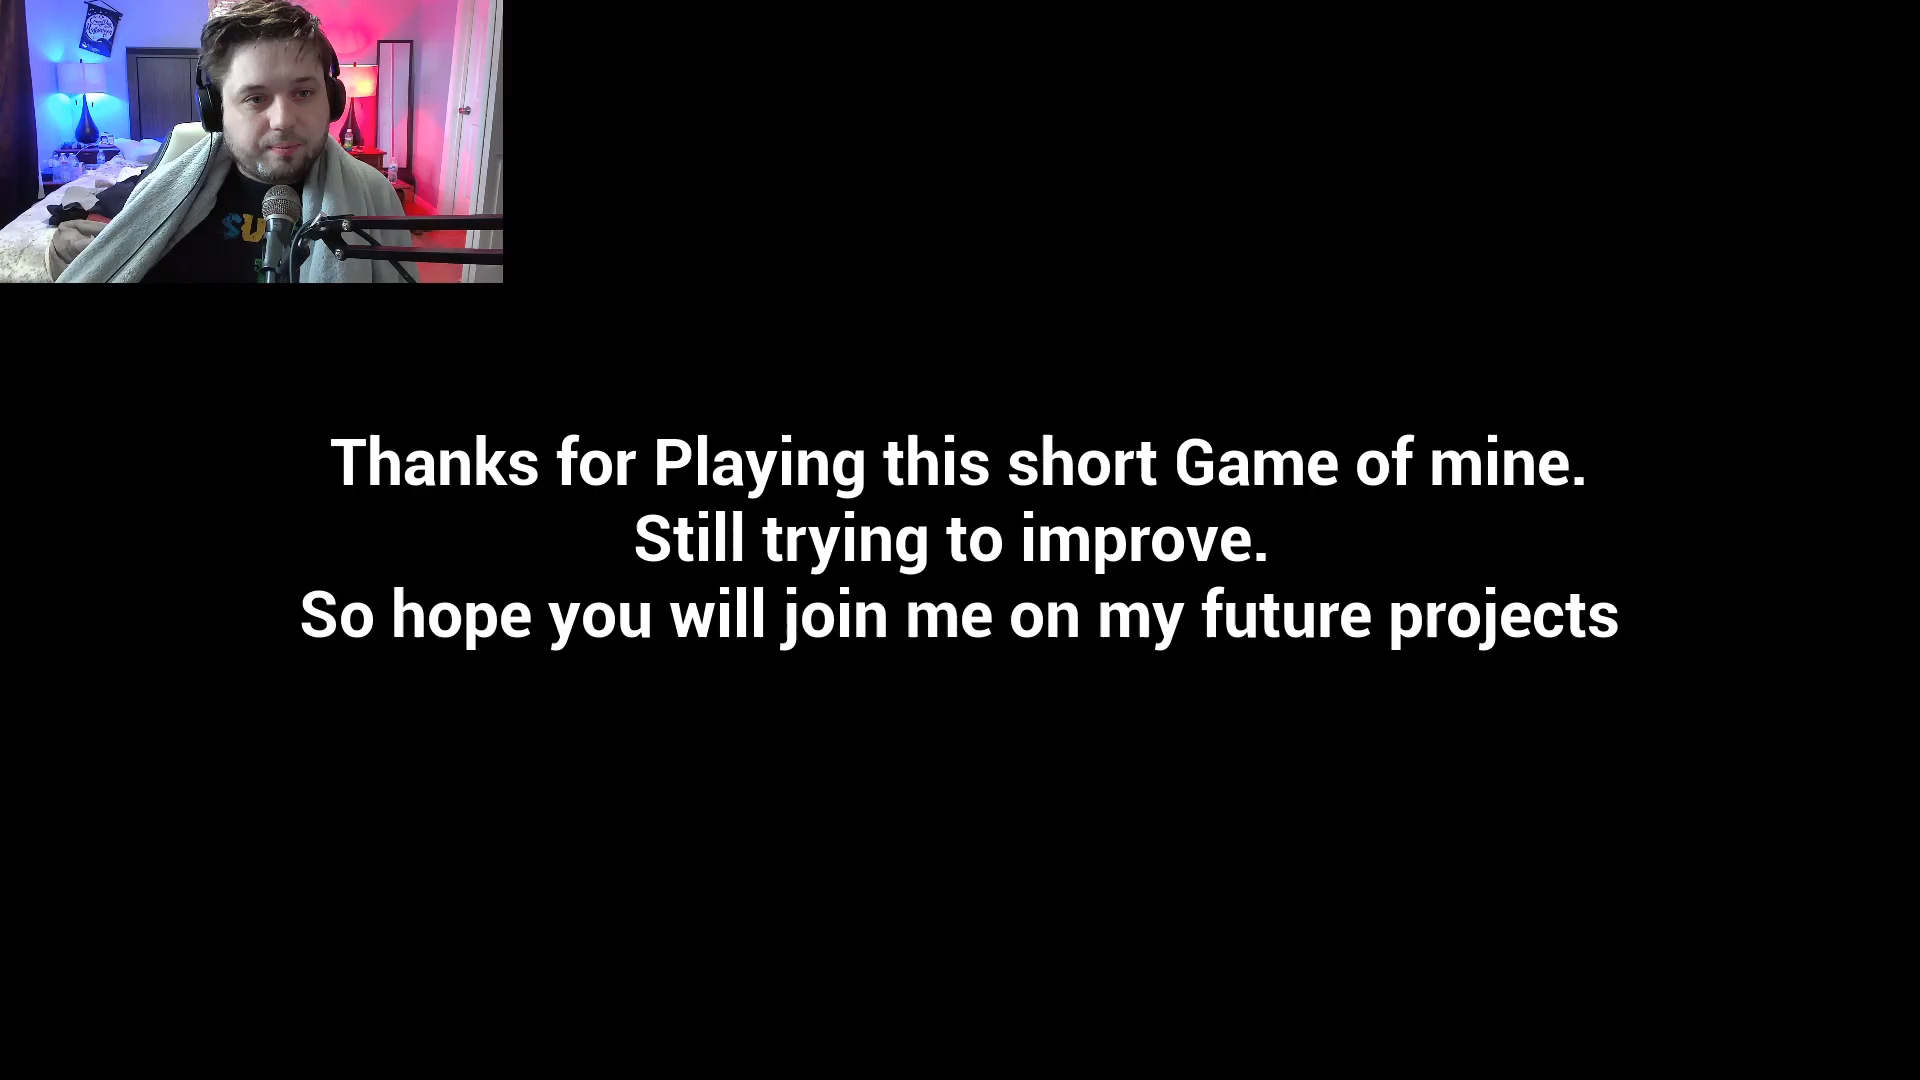 Thanks for Playing this short Game of mine.
Still trying to improve.
So hope you will join me on my future projects